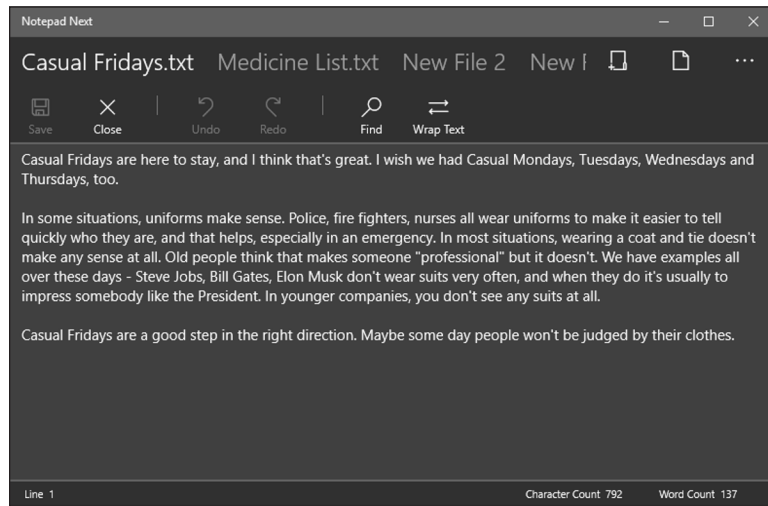 Notepad Next
Casual Fridays.txt Medicine List.txt New File 2 New
Save Close Undo Redo Find Wrap Text
Casual Fridays are here to stay, and I think that's great. I wish we had Casual Mondays, Tuesdays, Wednesdays and
Thursdays, too.
In some situations, uniforms make sense. Police, fire fighters, nurses all wear uniforms to make it easier to tell
quickly who they are, and that helps, especially in an emergency. In most situations, wearing a coat and tie doesn't
make any sense at all. Old people think that makes someone "professional" but it doesn't. We have examples all
over these days - Steve Jobs, Bill Gates, Elon Musk don't wear suits very often, and when they do it's usually to
impress somebody like the President. In younger companies, you don't see any suits at all.
Casual Fridays are a good step in the right direction. Maybe some day people won't be judged by their clothes.
Line 1 Character Count 792 Word Count 137